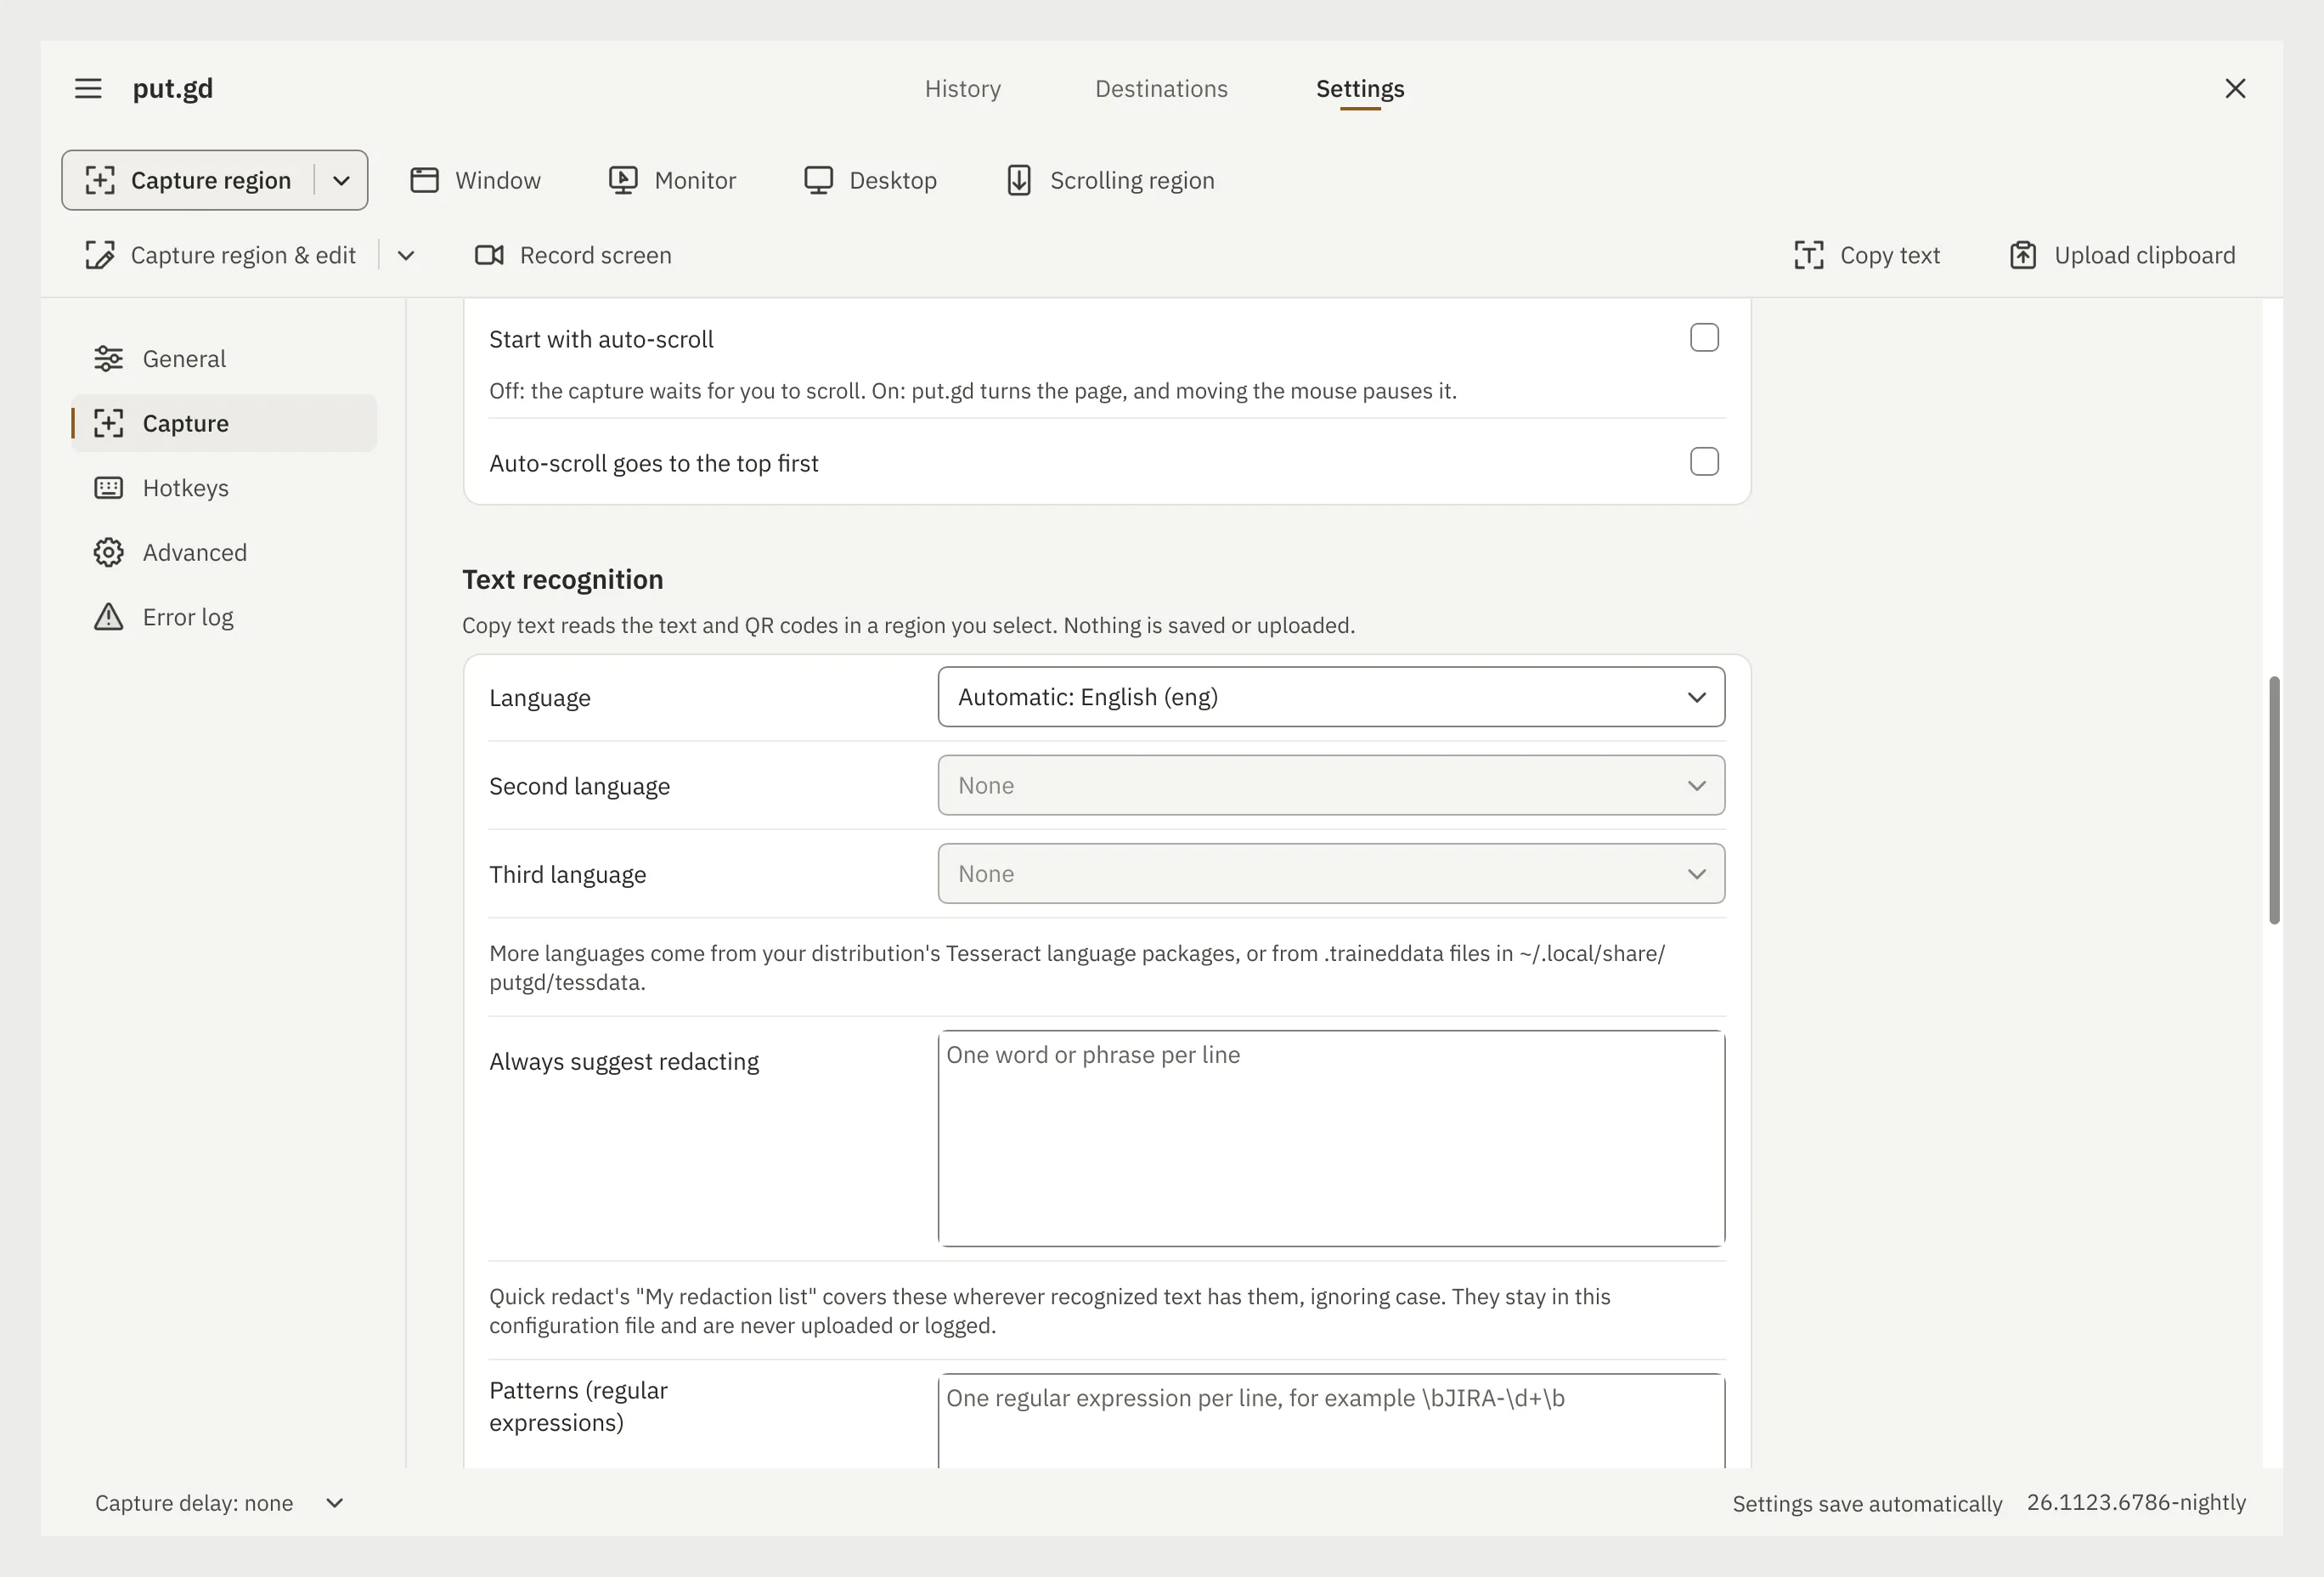 put.gd
History
Destinations
Settings
Capture region
Window
Monitor
Desktop
Scrolling region
Capture region & edit
Record screen
Copy text
Upload clipboard
General
Capture
Hotkeys
Advanced
Error log
Start with auto-scroll
Off: the capture waits for you to scroll. On: put.gd turns the page, and moving the mouse pauses it.
Auto-scroll goes to the top first
Text recognition
Copy text reads the text and QR codes in a region you select. Nothing is saved or uploaded.
Language
Automatic: English (eng)
Second language
None
Third language
None
More languages come from your distribution's Tesseract language packages, or from .traineddata files in ~/.local/share/
putgd/tessdata.
Always suggest redacting
One word or phrase per line
Quick redact's "My redaction list" covers these wherever recognized text has them, ignoring case. They stay in this
configuration file and are never uploaded or logged.
Patterns (regular
expressions)
One regular expression per line, for example \bJIRA-\d+\b
Capture delay: none
Settings save automatically
26.1123.6786-nightly